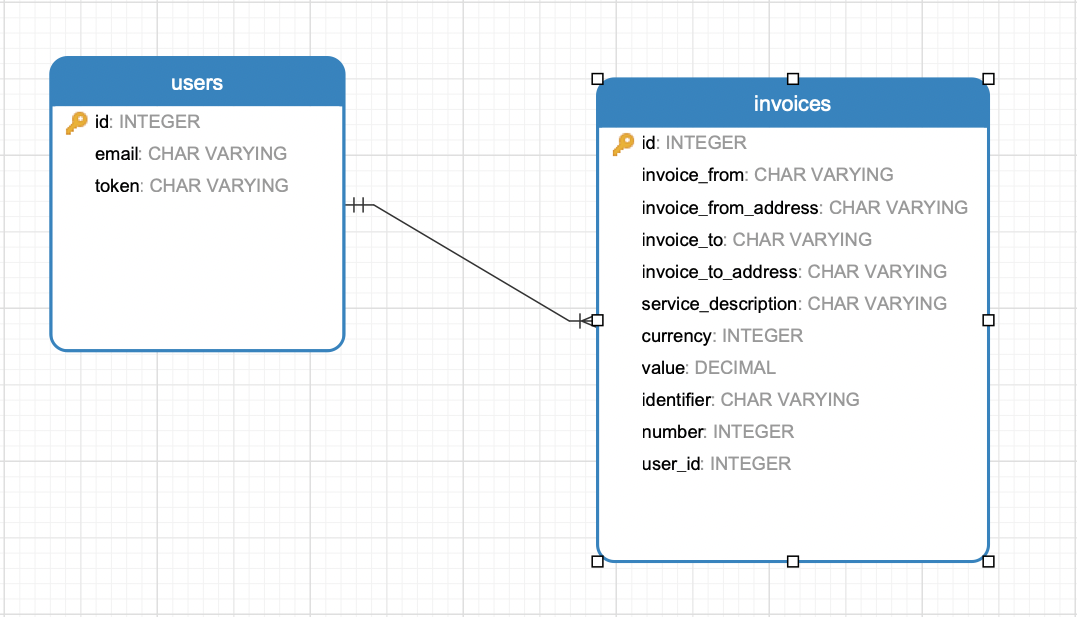 users
id: INTEGER
email: CHAR VARYING
token: CHAR VARYING
invoices
id: INTEGER
invoice_from: CHAR VARYING
invoice_from_address: CHAR VARYING
invoice_to: CHAR VARYING
invoice_to_address: CHAR VARYING
service_description: CHAR VARYING
currency: INTEGER
value: DECIMAL
identifier: CHAR VARYING
number: INTEGER
user_id: INTEGER